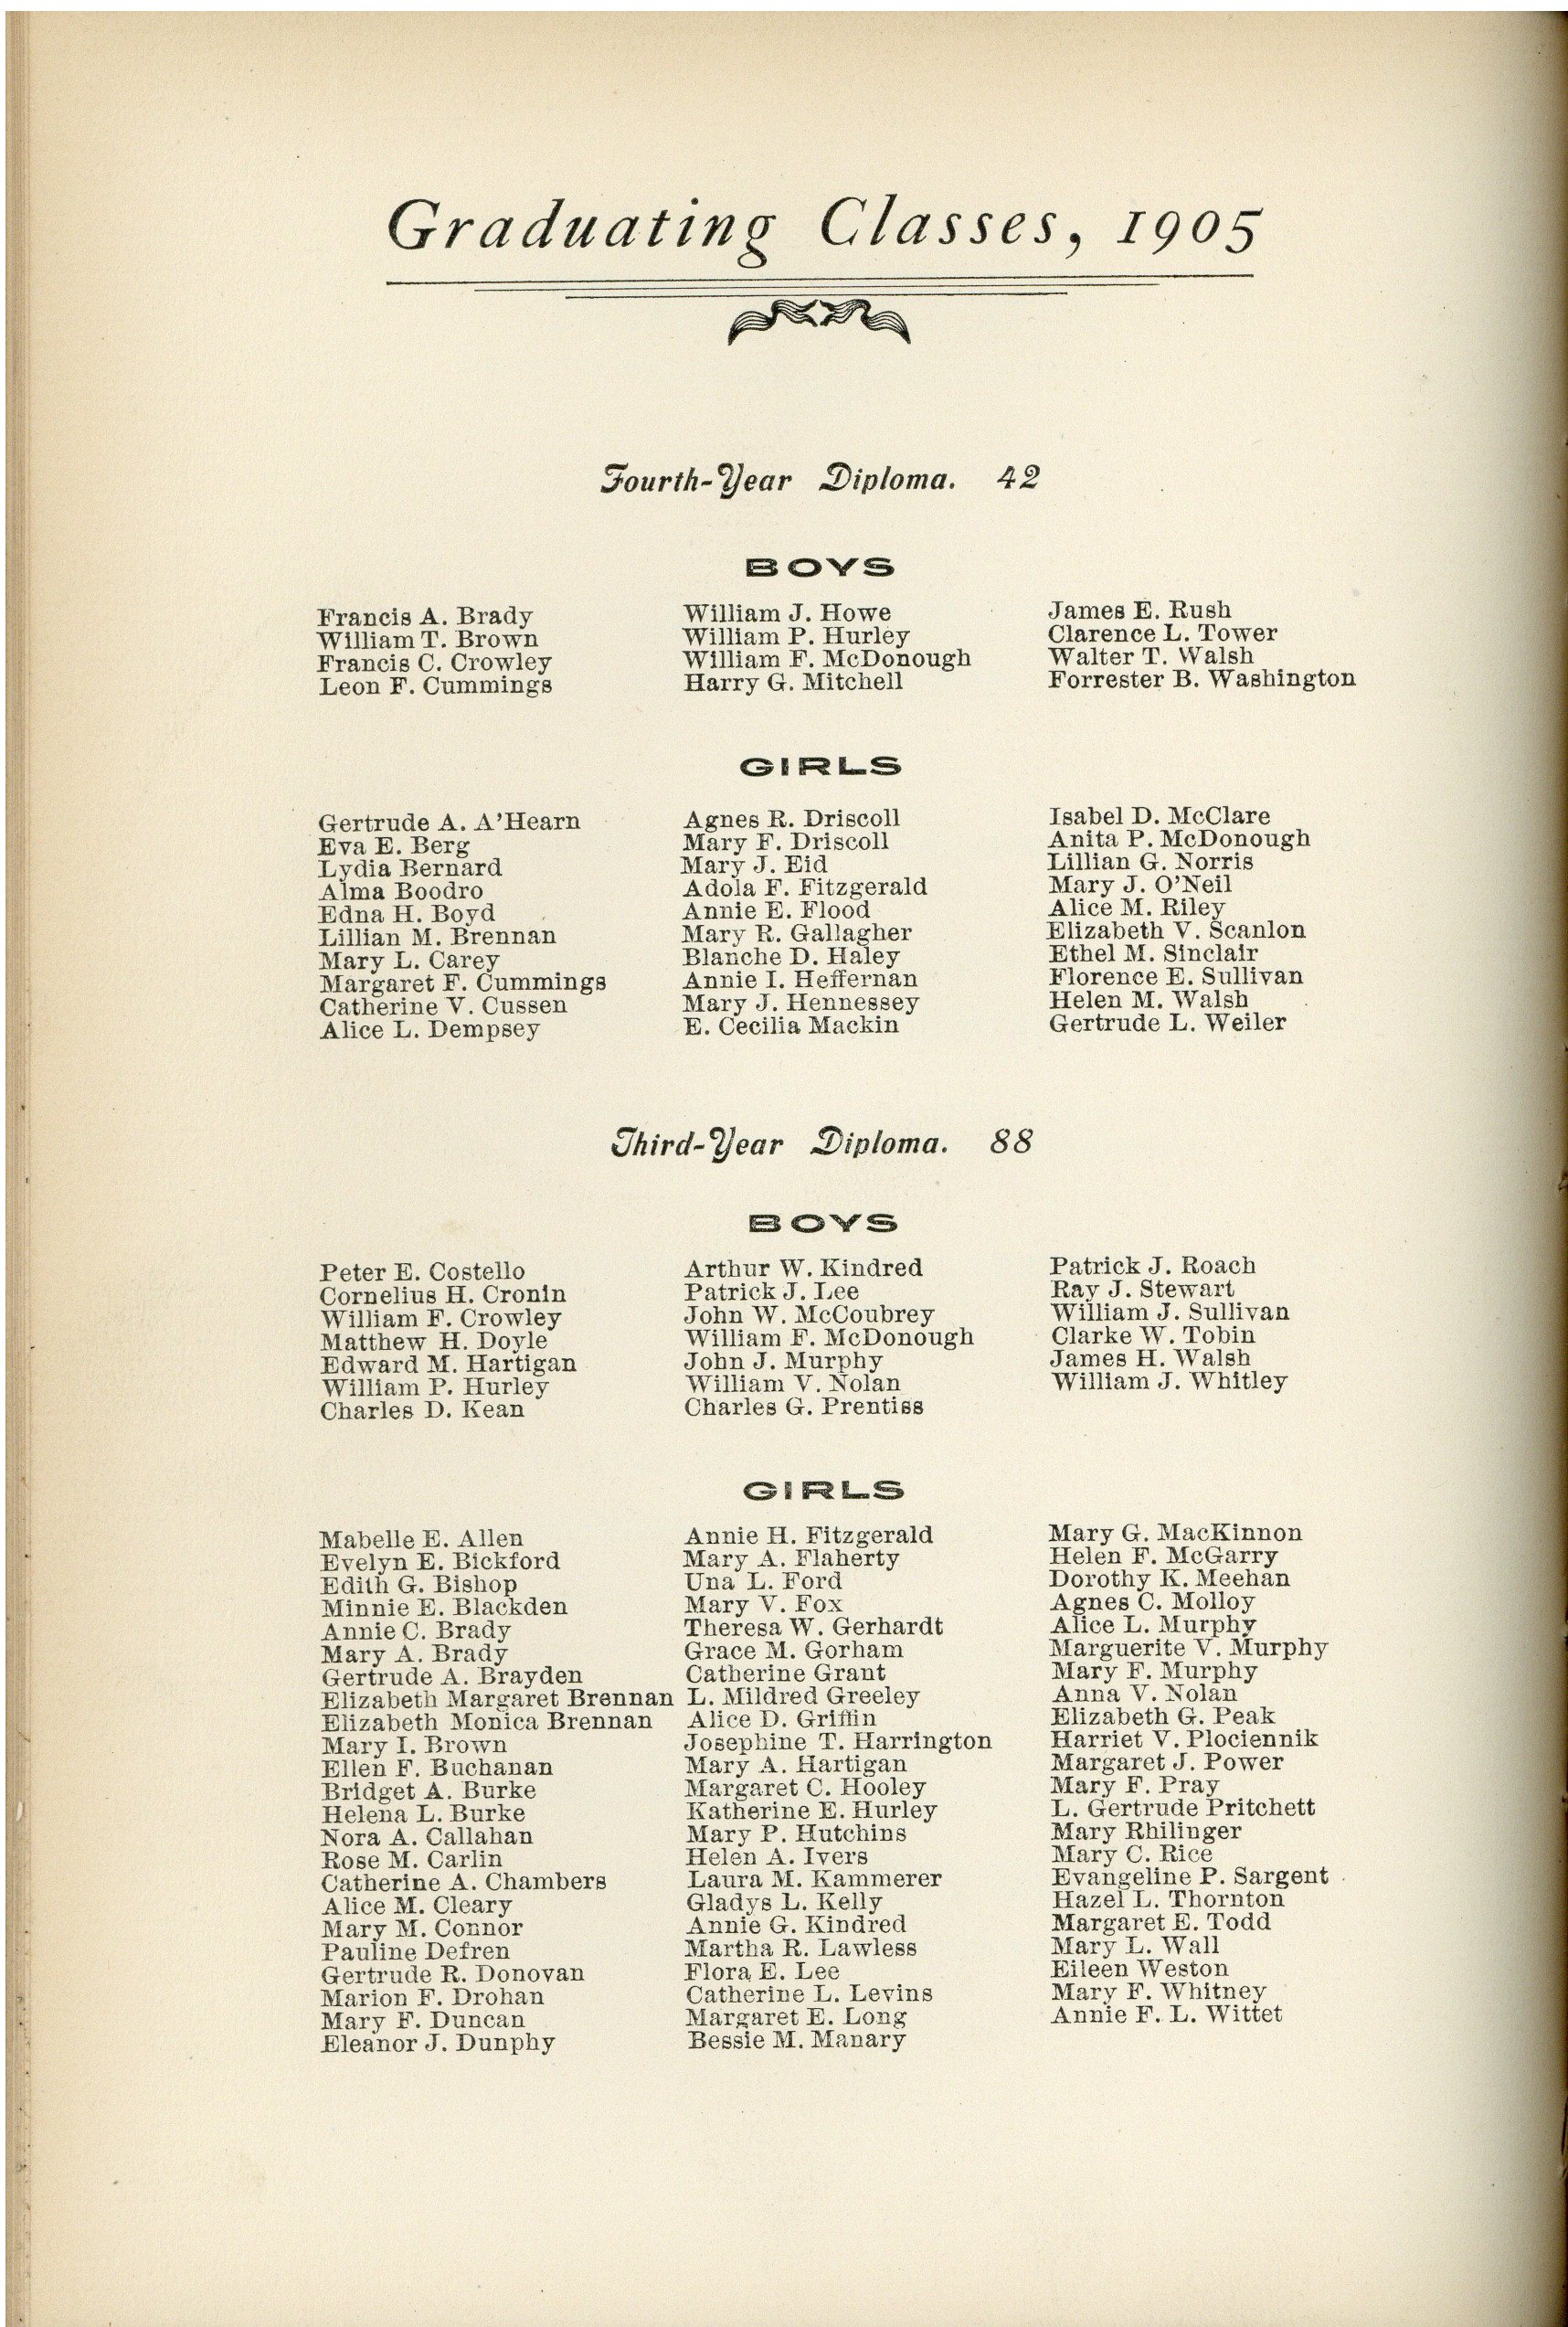 Graduating Classes, 1905
Fourth-Year Diploma. 42
BOYS
Francis A. Brady
William T. Brown
Francis C. Crowley
Leon F. Cummings
William J. Howe
William P. Hurley
William F. McDonough
Harry G. Mitchell
James E. Rush
Clarence L. Tower
Walter T. Walsh
Forrester B. Washington
GIRLS
Gertrude A. A'Hearn
Eva E. Berg
Lydia Bernard
Alma Boodro
Edna H. Boyd
Lillian M. Brennan
Mary L. Carey
Margaret F. Cummings
Catherine V. Cussen
Alice L. Dempsey
Agnes R. Driscoll
Mary F. Driscoll
Mary J. Eid
Adola F. Fitzgerald
Annie E. Flood
Mary R. Gallagher
Blanche D. Haley
Annie I. Heffernan
Mary J. Hennessey
E. Cecilia Mackin
Isabel D. McClare
Anita P. McDonough
Lillian G. Norris
Mary J. O'Neil
Alice M. Riley
Elizabeth V. Scanlon
Ethel M. Sinclair
Florence E. Sullivan
Helen M. Walsh
Gertrude L. Weiler
Third-Year Diploma. 88
BOYS
Peter E. Costello
Cornelius H. Cronin
William F. Crowley
Matthew H. Doyle
Edward M. Hartigan
William P. Hurley
Charles D. Kean
Arthur W. Kindred
Patrick J. Lee
John W. McCoubrey
William F. McDonough
John J. Murphy
William V. Nolan
Charles G. Prentiss
Patrick J. Roach
Ray J. Stewart
William J. Sullivan
Clarke W. Tobin
James H. Walsh
William J. Whitley
GIRLS
Mabelle E. Allen
Evelyn E. Bickford
Edith G. Bishop
Minnie E. Blackden
Annie C. Brady
Mary A. Brady
Gertrude A. Brayden
Elizabeth Margaret Brennan
Elizabeth Monica Brennan
Mary I. Brown
Ellen F. Buchanan
Bridget A. Burke
Helena L. Burke
Nora A. Callahan
Rose M. Carlin
Catherine A. Chambers
Alice M. Cleary
Mary M. Connor
Pauline Defren
Gertrude R. Donovan
Marion F. Drohan
Mary F. Duncan
Eleanor J. Dunphy
Annie H. Fitzgerald
Mary A. Flaherty
Una L. Ford
Mary V. Fox
Theresa W. Gerhardt
Grace M. Gorham
Catherine Grant
L. Mildred Greeley
Alice D. Griffin
Josephine T. Harrington
Mary A. Hartigan
Margaret C. Hooley
Katherine E. Hurley
Mary P. Hutchins
Helen A. Ivers
Laura M. Kammerer
Gladys L. Kelly
Annie G. Kindred
Martha R. Lawless
Flora E. Lee
Catherine L. Levins
Margaret E. Long
Bessie M. Manary
Mary G. MacKinnon
Helen F. McGarry
Dorothy K. Meehan
Agnes C. Molloy
Alice L. Murphy
Marguerite V. Murphy
Mary F. Murphy
Anna V. Nolan
Elizabeth G. Peak
Harriet V. Plociennik
Margaret J. Power
Mary F. Pray
L. Gertrude Pritchett
Mary Rhilinger
Mary C. Rice
Evangeline P. Sargent
Hazel L. Thornton
Margaret E. Todd
Mary L. Wall
Eileen Weston
Mary F. Whitney
Annie F. L. Wittet